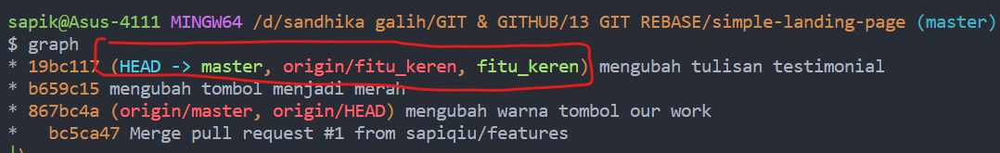 sapik@Asus-4111 MINGW64 /d/sandhika galih/GIT & GITHUB/13 GIT REBASE/simple-landing-page (master)
$ graph
* 19bc117 (HEAD -> master, origin/fitu_keren, fitu_keren) mengubah tulisan testimonial
* b659c15 mengubah tombol menjadi merah
* 867bc4a (origin/master, origin/HEAD) mengubah warna tombol our work
*   bc5ca47 Merge pull request #1 from sapiqiu/features
|\